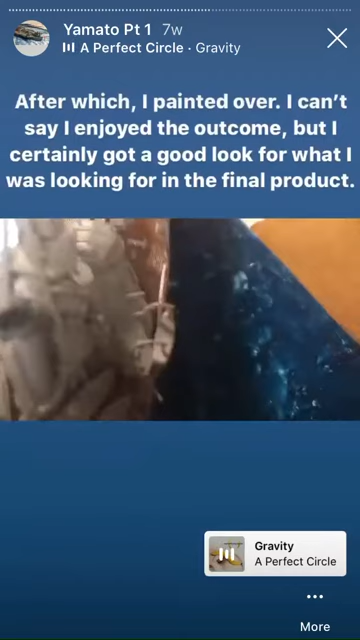 Yamato Pt 1 7w
A Perfect Circle · Gravity
After which, I painted over. I can't
say I enjoyed the outcome, but I
certainly got a good look for what I
was looking for in the final product.
Gravity
A Perfect Circle
More